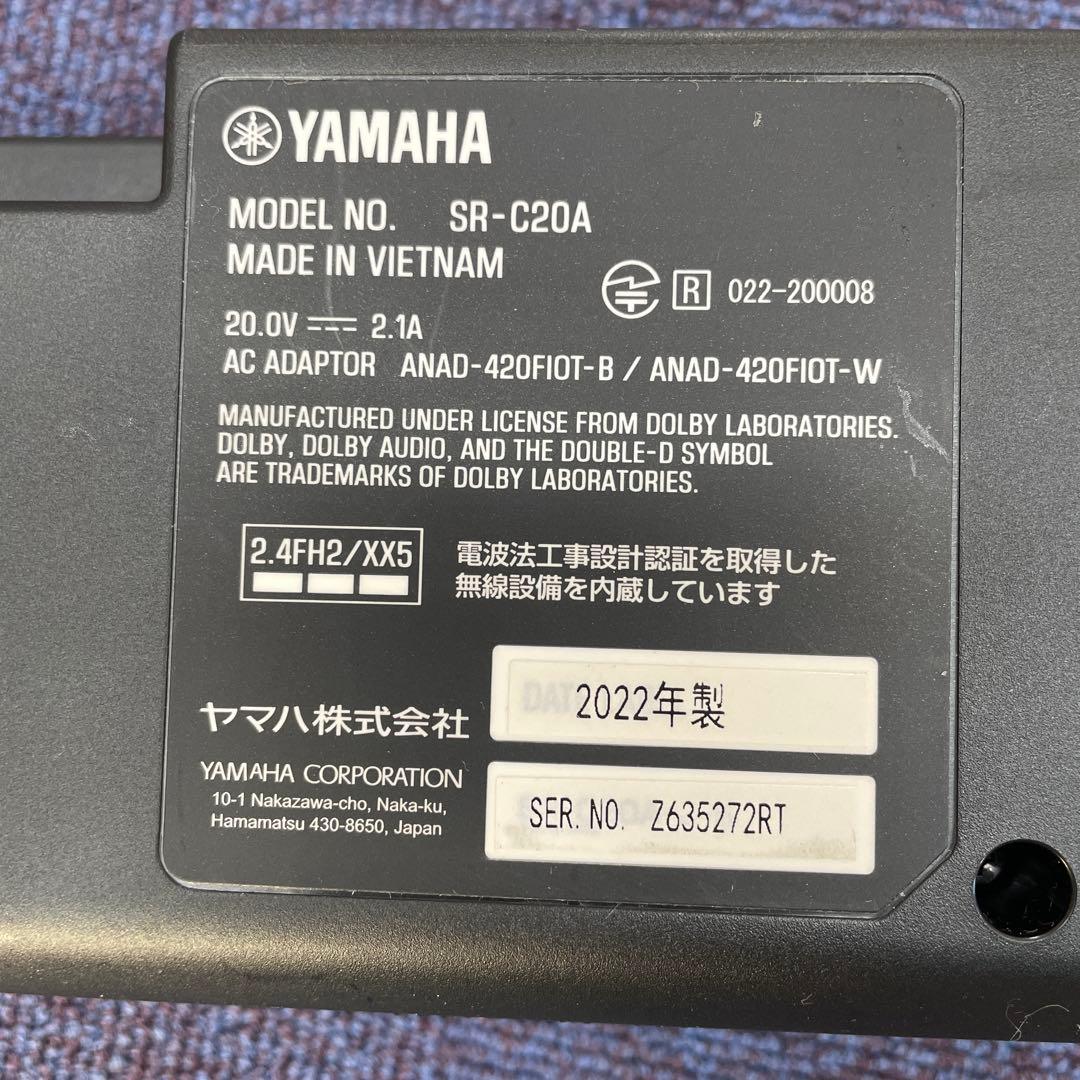 YAMAHA
MODEL NO. SR-C20A
MADE IN VIETNAM
R 022-200008
20.0V 2.1A
AC ADAPTOR ANAD-420FIOT-B / ANAD-420FIOT-W
MANUFACTURED UNDER LICENSE FROM DOLBY LABORATORIES.
DOLBY, DOLBY AUDIO, AND THE DOUBLE-D SYMBOL
ARE TRADEMARKS OF DOLBY LABORATORIES.
2.4FH2/XX5
電波法工事設計認証を取得した
無線設備を内蔵しています
2022年製
ヤマハ株式会社
YAMAHA CORPORATION
10-1 Nakazawa-cho, Naka-ku,
Hamamatsu 430-8650, Japan
SER. NO. Z635272RT